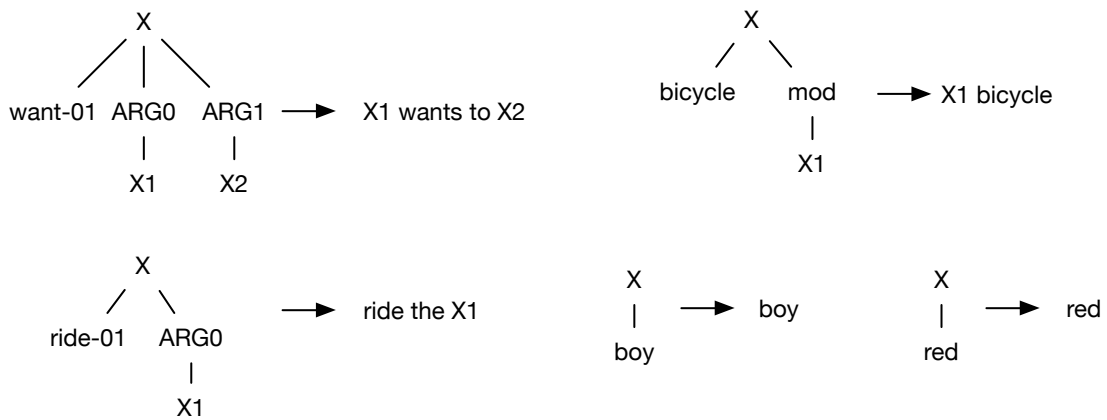 X
want-01 ARG0 ARG1 X1 wants to X2
X1 X2
X
bicycle mod X1 bicycle
X1
X
ride-01 ARG0 ride the X1
X1
X
boy boy
X
red red